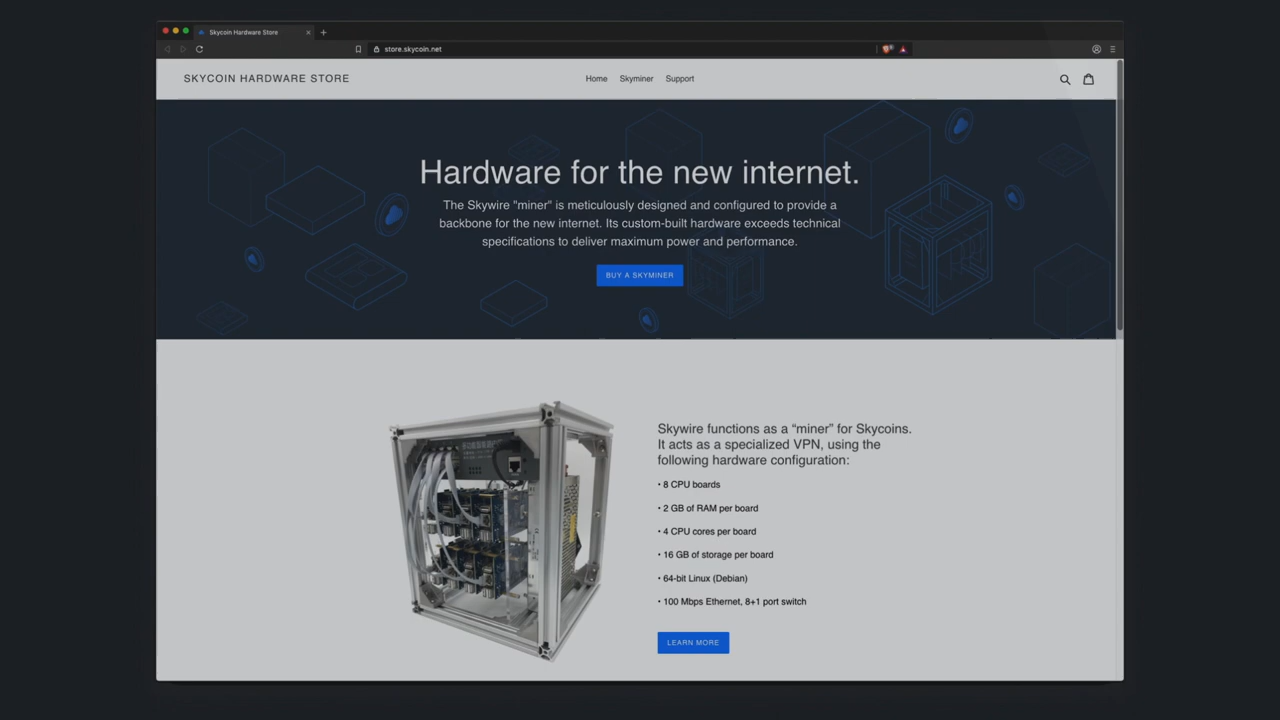 Skycoin Hardware Store
store.skycoin.net
SKYCOIN HARDWARE STORE
Home Skyminer Support
Hardware for the new internet.
The Skywire "miner" is meticulously designed and configured to provide a
backbone for the new internet. Its custom-built hardware exceeds technical
specifications to deliver maximum power and performance.
BUY A SKYMINER
Skywire functions as a “miner” for Skycoins.
It acts as a specialized VPN, using the
following hardware configuration:
• 8 CPU boards
• 2 GB of RAM per board
• 4 CPU cores per board
• 16 GB of storage per board
• 64-bit Linux (Debian)
• 100 Mbps Ethernet, 8+1 port switch
LEARN MORE